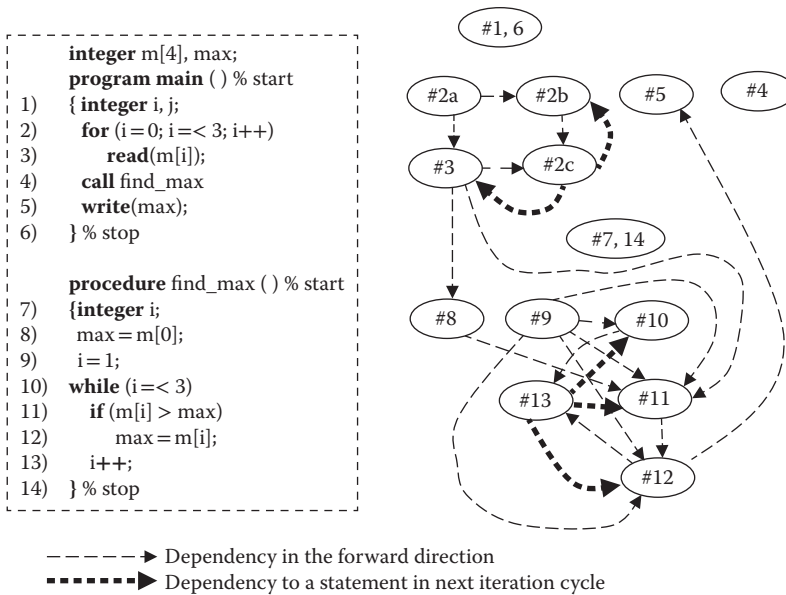 integer m[4], max;
program main ( ) % start
1) { integer i, j;
2) for (i=0; i=< 3; i++)
3) read(m[i]);
4) call find_max
5) write(max);
6) } % stop
procedure find_max ( ) % start
7) {integer i;
8) max=m[0];
9) i=1;
10) while (i=< 3)
11) if (m[i] > max)
12) max=m[i];
13) i++;
14) } % stop
#1, 6
#2a
#2b
#5
#4
#3
#2c
#7, 14
#8
#9
#10
#13
#11
#12
Dependency in the forward direction
Dependency to a statement in next iteration cycle